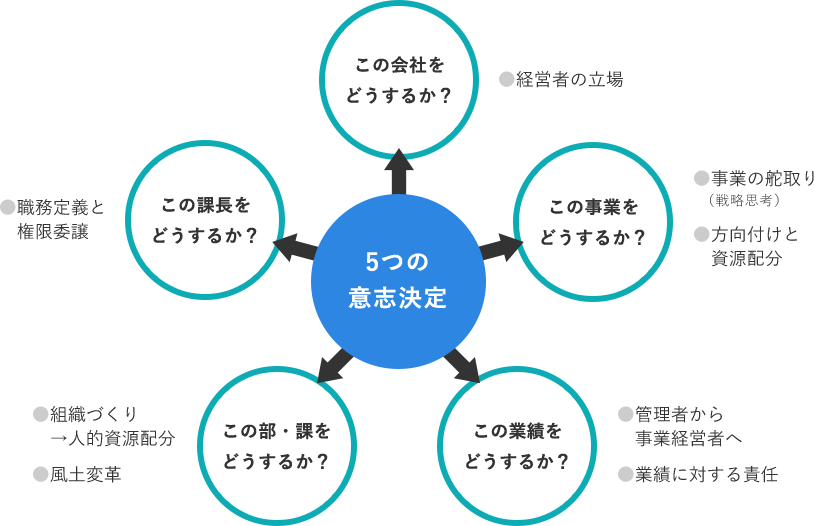 この会社を
どうするか？
●経営者の立場
この課長を
どうするか？
●職務定義と
権限委譲
この事業を
どうするか？
●事業の舵取り
（戦略思考）
●方向付けと
資源配分
5つの
意志決定
この部・課を
どうするか？
●組織づくり
→人的資源配分
●風土変革
この業績を
どうするか？
●管理者から
事業経営者へ
●業績に対する責任